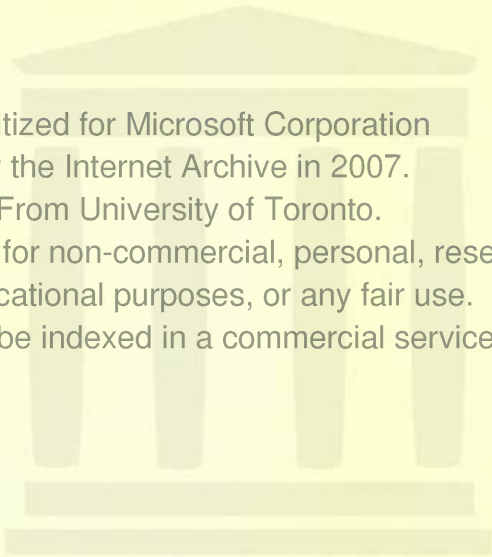 itized for Microsoft Corporation
the Internet Archive in 2007.
From University of Toronto.
for non-commercial, personal, rese
cational purposes, or any fair use.
be indexed in a commercial service